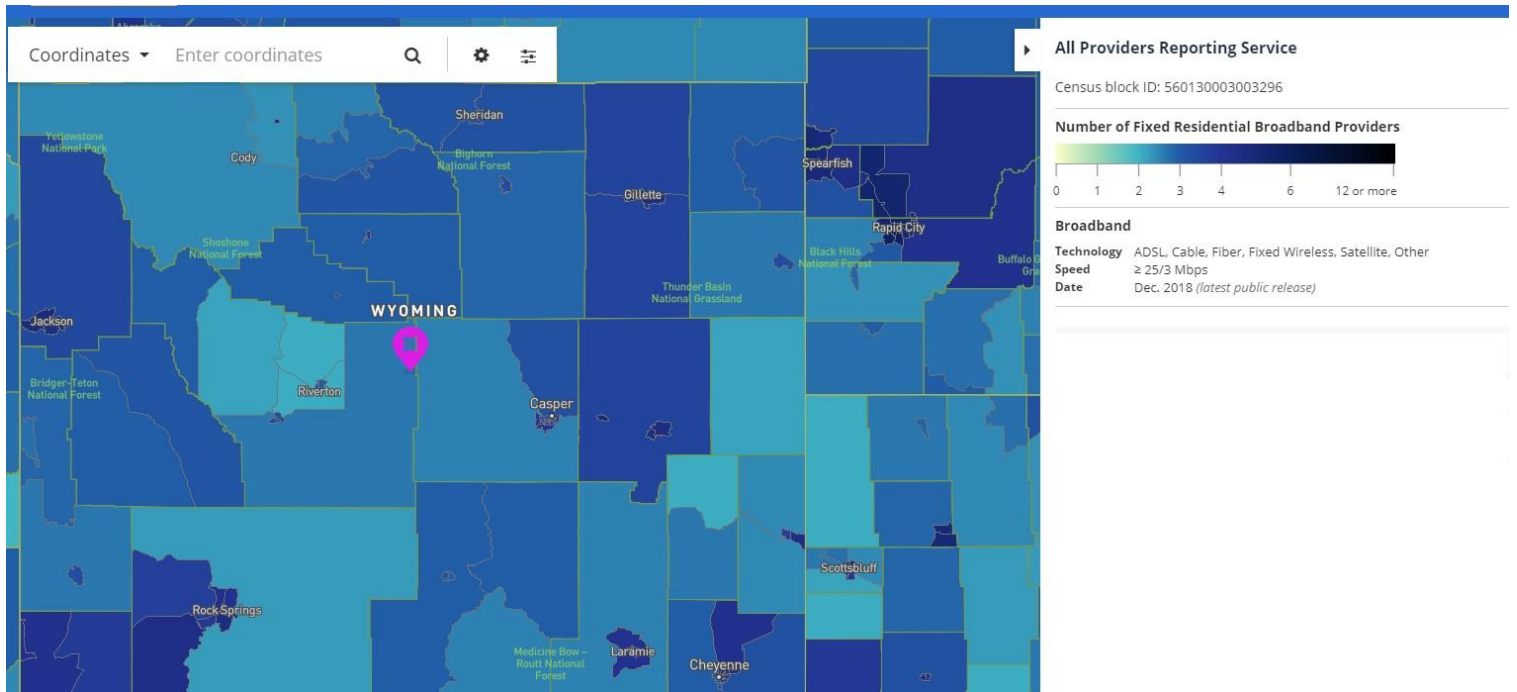 Coordinates
Enter coordinates
All Providers Reporting Service
Census block ID: 560130003003296
Number of Fixed Residential Broadband Providers
0 1 2 3 4 6 12 or more
Broadband
Technology ADSL, Cable, Fiber, Fixed Wireless, Satellite, Other
Speed ≥ 25/3 Mbps
Date Dec. 2018 (latest public release)
Sheridan
Yellowstone
National Park
Cody
Bighorn
National Forest
Spearfish
Gillette
Rapid City
Shoshone
National Forest
Black Hills
National Forest
Buffalo G
Gra
Thunder Basin
National Grassland
WYOMING
Jackson
Bridger-Teton
National Forest
Riverton
Casper
Scottsbluff
Rock Springs
Medicine Bow –
Routt National
Forest
Laramie
Cheyenne